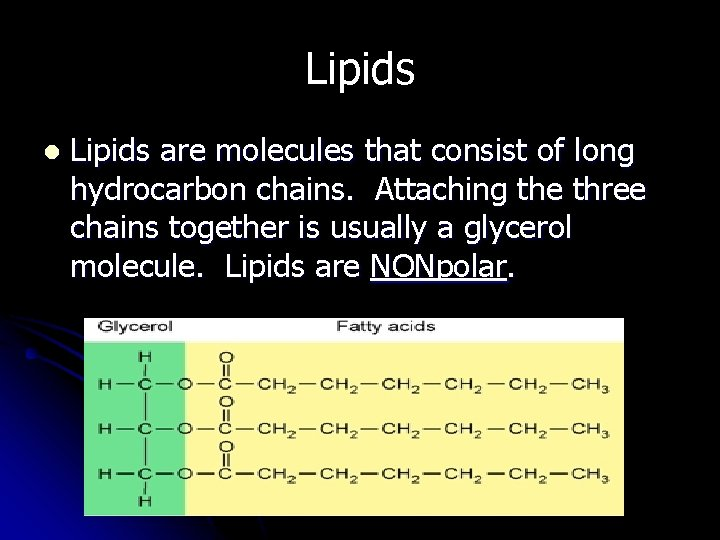 Lipids
Lipids are molecules that consist of long
hydrocarbon chains.  Attaching the three
chains together is usually a glycerol
molecule.  Lipids are NONpolar.
Glycerol Fatty acids
H O
H—C—O—C—CH₂—CH₂—CH₂—CH₂—CH₂—CH₃
O
H—C—O—C—CH₂—CH₂—CH₂—CH₂—CH₂—CH₃
O
H—C—O—C—CH₂—CH₂—CH₂—CH₂—CH₂—CH₃
H